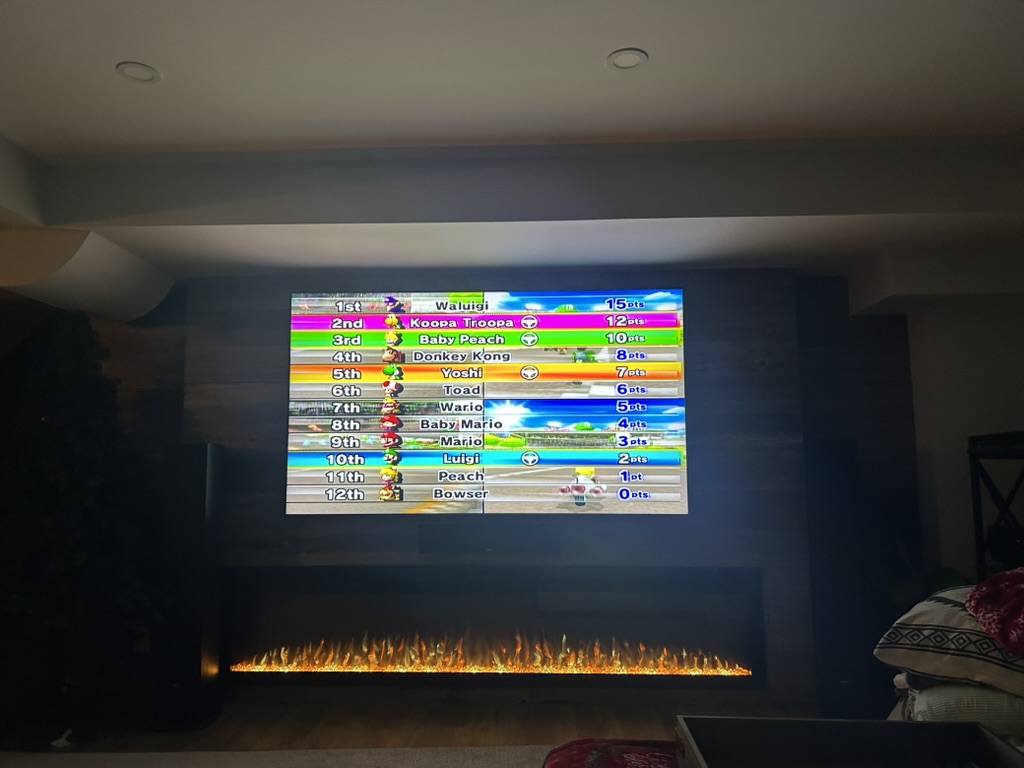 1st Waluigi 15pts
2nd Koopa Troopa 12pts
3rd Baby Peach 10pts
4th Donkey Kong 8pts
5th Yoshi 7pts
6th Toad 6pts
7th Wario 5pts
8th Baby Mario 4pts
9th Mario 3pts
10th Luigi 2pts
11th Peach 1pt
12th Bowser 0pts